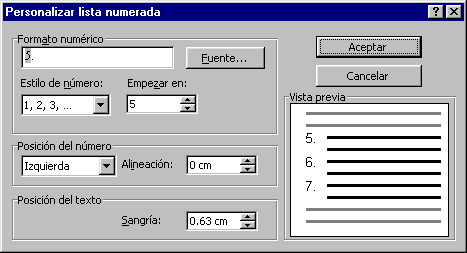 Personalizar lista numerada
Formato numérico
5.
Fuente...
Estilo de número:
Empezar en:
1, 2, 3, ...
5
Posición del número
Izquierda
Alineación:
0 cm
Posición del texto
Sangría:
0.63 cm
Aceptar
Cancelar
Vista previa
5.
6.
7.